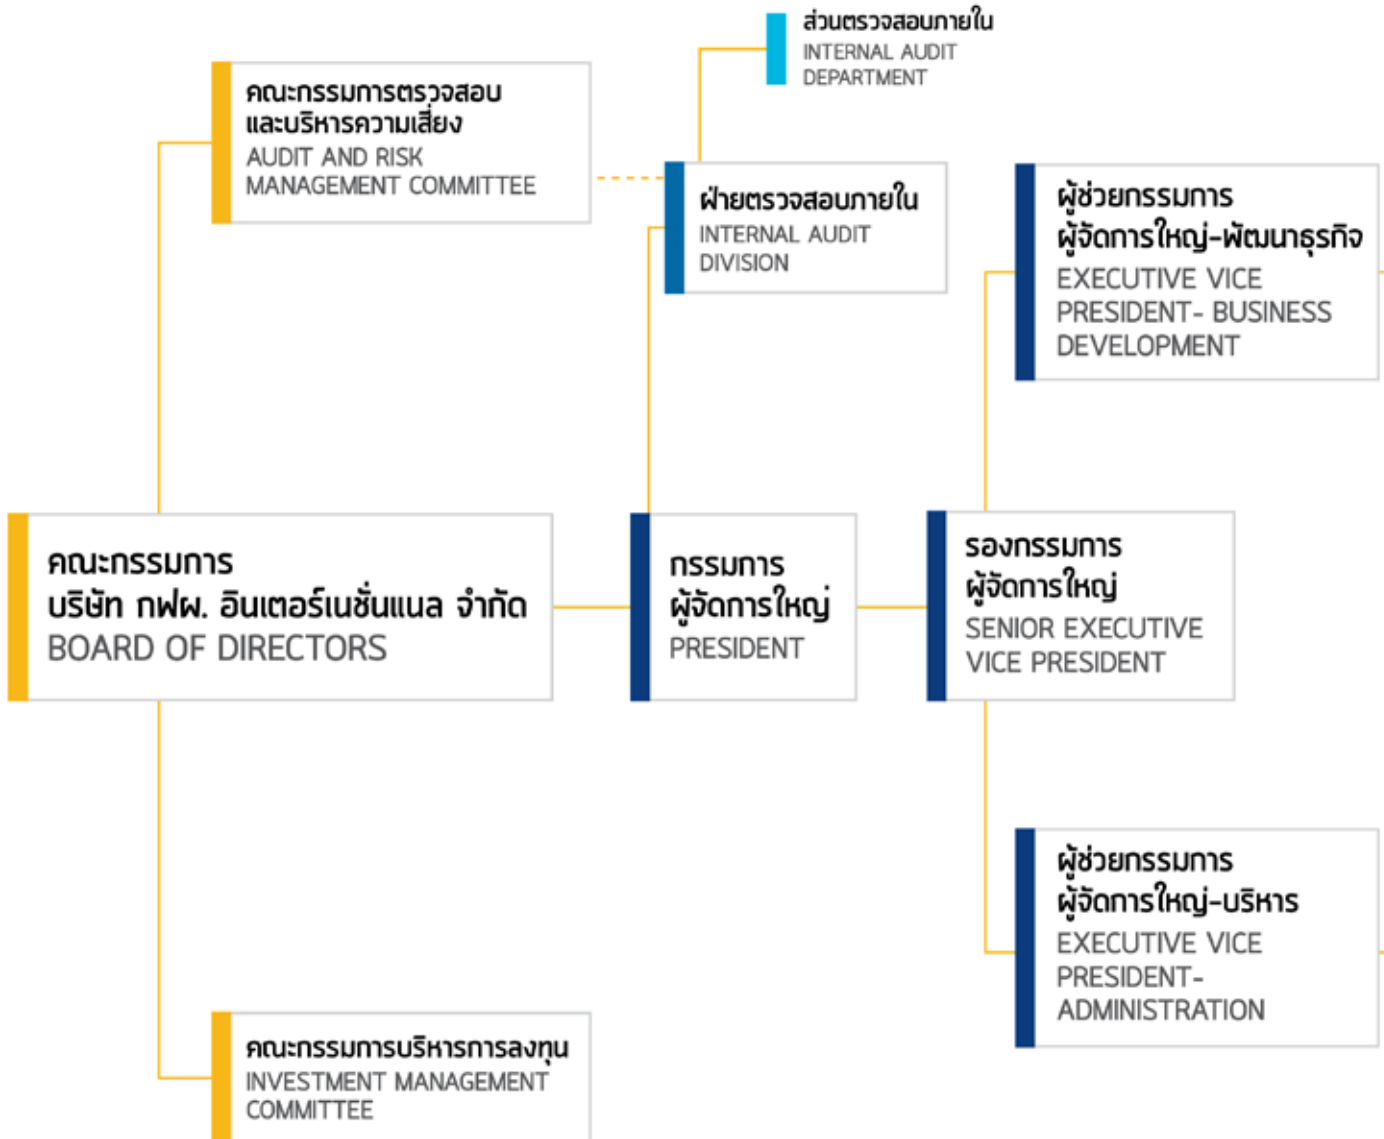 ส่วนตรวจสอบภายใน
INTERNAL AUDIT
DEPARTMENT
คณะกรรมการตรวจสอบ
และบริหารความเสี่ยง
AUDIT AND RISK
MANAGEMENT COMMITTEE
ฝ่ายตรวจสอบภายใน
INTERNAL AUDIT
DIVISION
ผู้ช่วยกรรมการ
ผู้จัดการใหญ่-พัฒนาธุรกิจ
EXECUTIVE VICE
PRESIDENT- BUSINESS
DEVELOPMENT
คณะกรรมการ
บริษัท กฟผ. อินเตอร์เนชั่นแนล จำกัด
BOARD OF DIRECTORS
กรรมการ
ผู้จัดการใหญ่
PRESIDENT
รองกรรมการ
ผู้จัดการใหญ่
SENIOR EXECUTIVE
VICE PRESIDENT
ผู้ช่วยกรรมการ
ผู้จัดการใหญ่-บริหาร
EXECUTIVE VICE
PRESIDENT-
ADMINISTRATION
คณะกรรมการบริหารการลงทุน
INVESTMENT MANAGEMENT
COMMITTEE